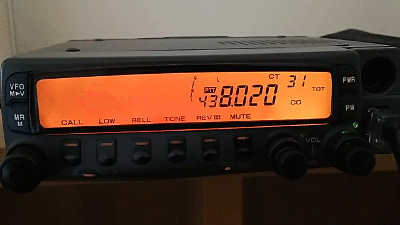 CT 31
VFO
M▶V
L
PTT
TOT
PWR
438.020
CO
MR
M
CALL LOW BELL TONE REV MUTE
VOL